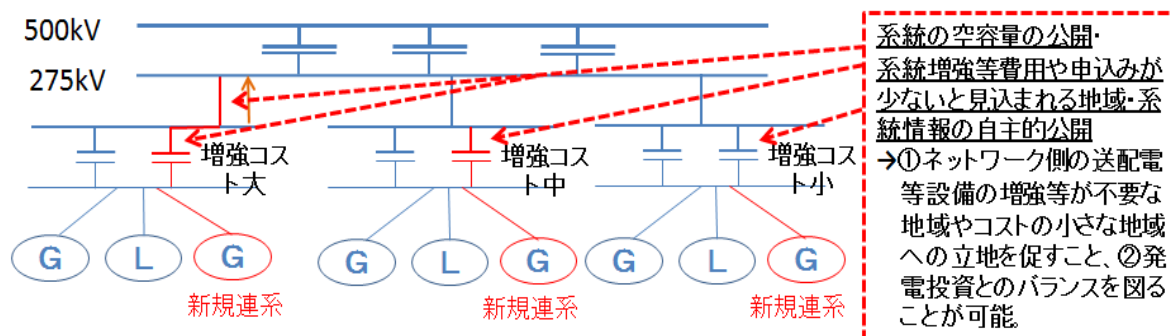 500kV
275kV
増強コス
ト大
増強コス
ト中
増強コス
ト小
G
L
G
G
L
G
G
L
G
新規連系
新規連系
新規連系
系統の空容量の公開・
系統増強等費用や申込みが
少ないと見込まれる地域・系
統情報の自主的公開
→①ネットワーク側の送配電
等設備の増強等が不要な
地域やコストの小さな地域
への立地を促すこと、②発
電投資とのバランスを図る
ことが可能。